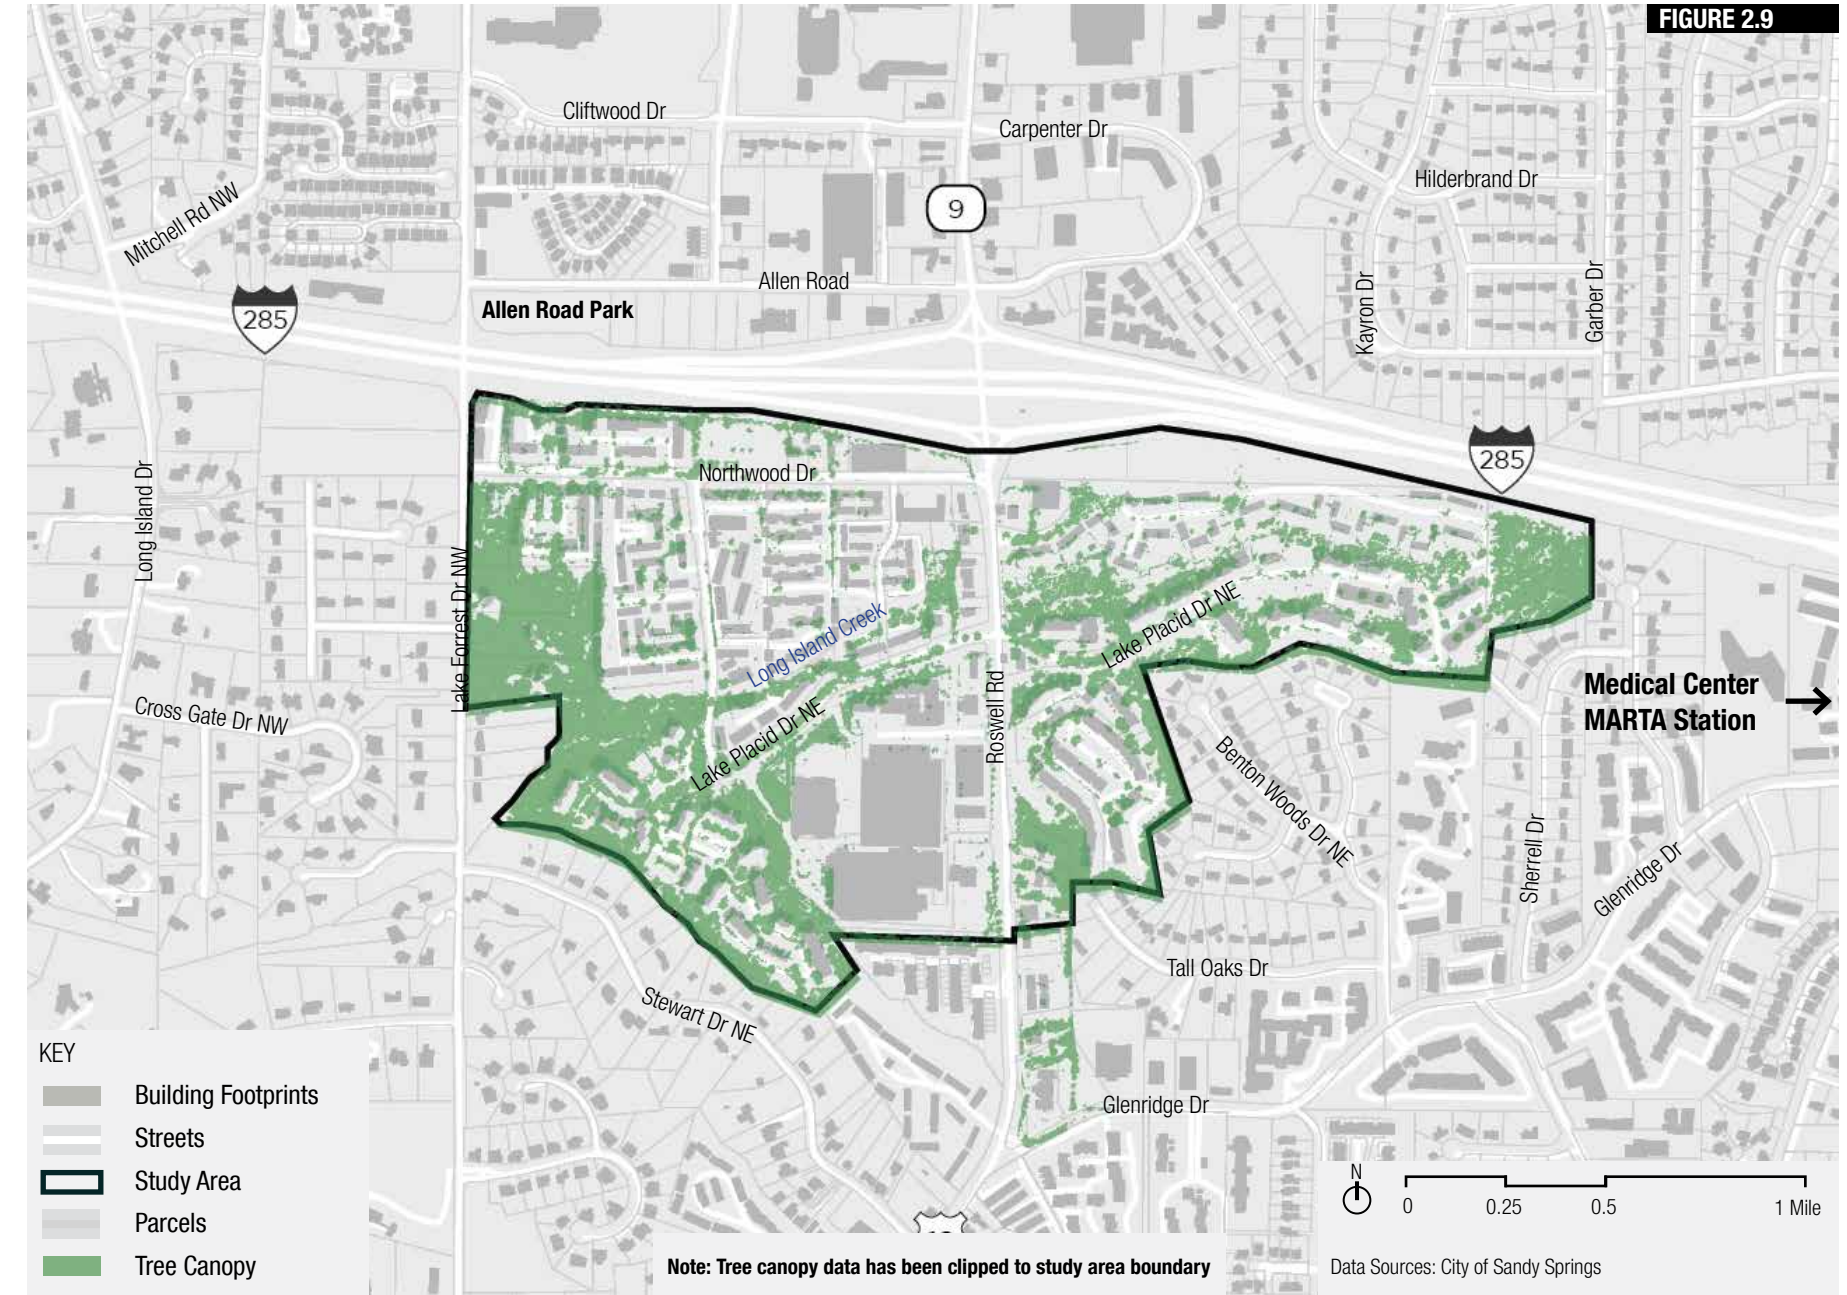 FIGURE 2.9
Cliftwood Dr
Carpenter Dr
Hilderbrand Dr
Mitchell Rd NW
9
Allen Road
Allen Road Park
285
Kayron Dr
Garber Dr
285
Northwood Dr
Long Island Dr
Lake Forrest Dr NW
Long Island Creek
Lake Placid Dr NE
Lake Placid Dr NE
Roswell Rd
Cross Gate Dr NW
Medical Center
MARTA Station
Benton Woods Dr NE
Sherrell Dr
Glenridge Dr
Tall Oaks Dr
Stewart Dr NE
Glenridge Dr
KEY
Building Footprints
Streets
Study Area
Parcels
Tree Canopy
Note: Tree canopy data has been clipped to study area boundary
N
0 0.25 0.5 1 Mile
Data Sources: City of Sandy Springs